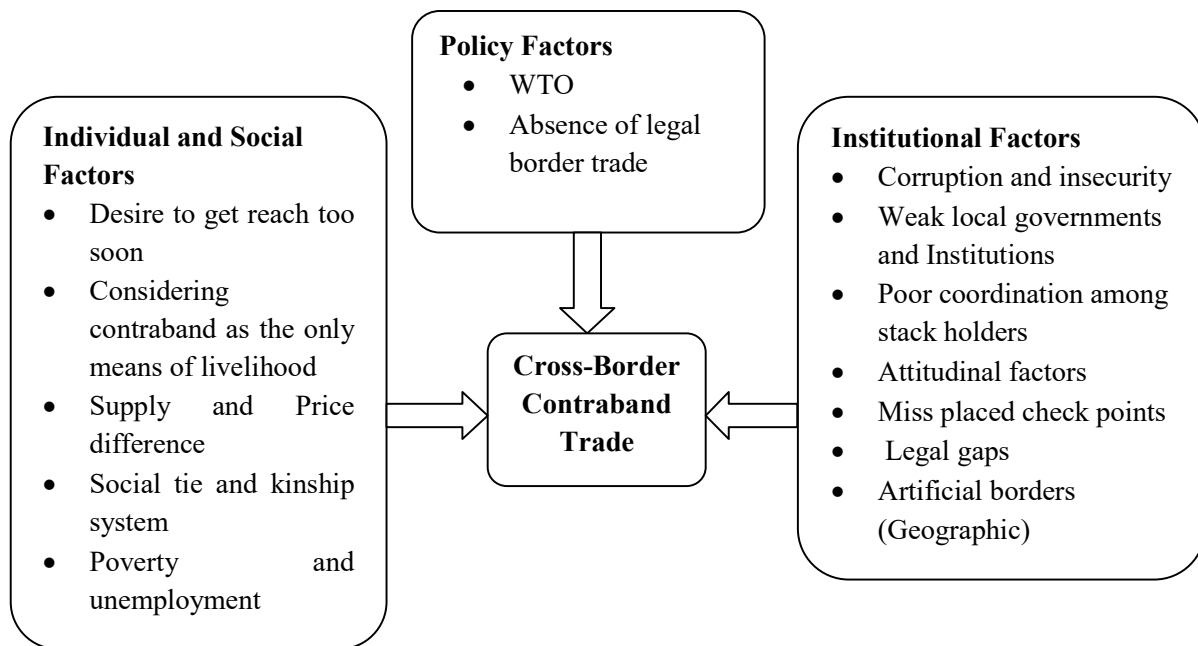 Policy Factors
• WTO
• Absence of legal
border trade
Individual and Social
Factors
• Desire to get reach too
soon
• Considering
contraband as the only
means of livelihood
• Supply and Price
difference
• Social tie and kinship
system
• Poverty and
unemployment
Cross-Border
Contraband
Trade
Institutional Factors
• Corruption and insecurity
• Weak local governments
and Institutions
• Poor coordination among
stack holders
• Attitudinal factors
• Miss placed check points
• Legal gaps
• Artificial borders
(Geographic)